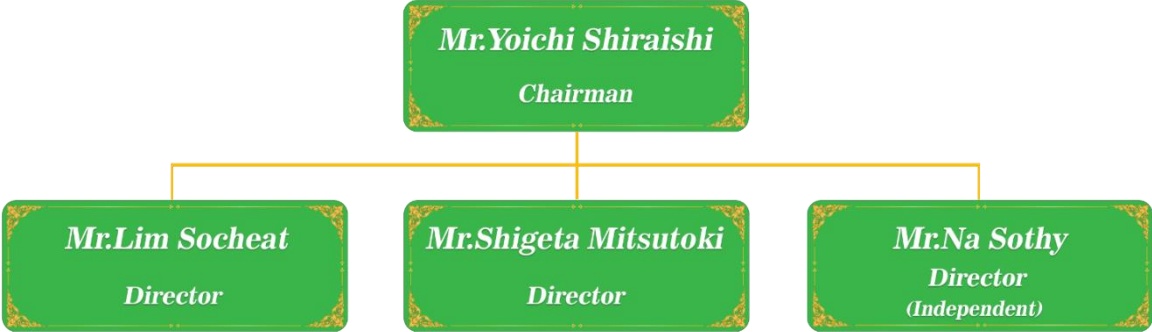 Mr.Yoichi Shiraishi
Chairman
Mr.Lim Socheat
Director
Mr.Shigeta Mitsutoki
Director
Mr.Na Sothy
Director
(Independent)